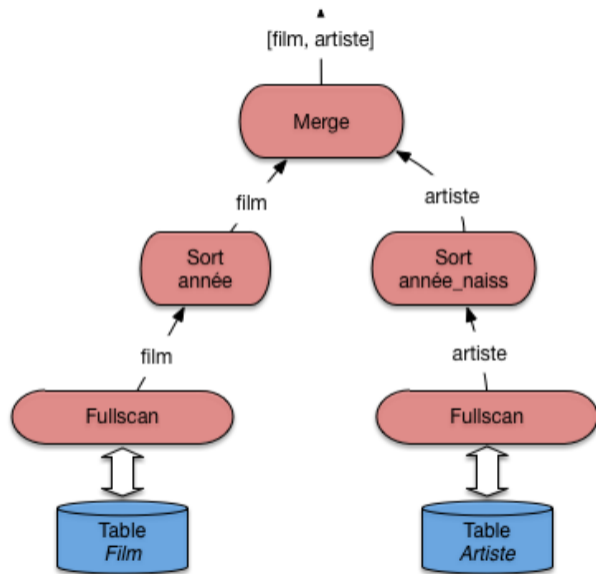 [film, artiste]
Merge
film
artiste
Sort
année
Sort
année_naiss
film
artiste
Fullscan
Fullscan
Table
Film
Table
Artiste